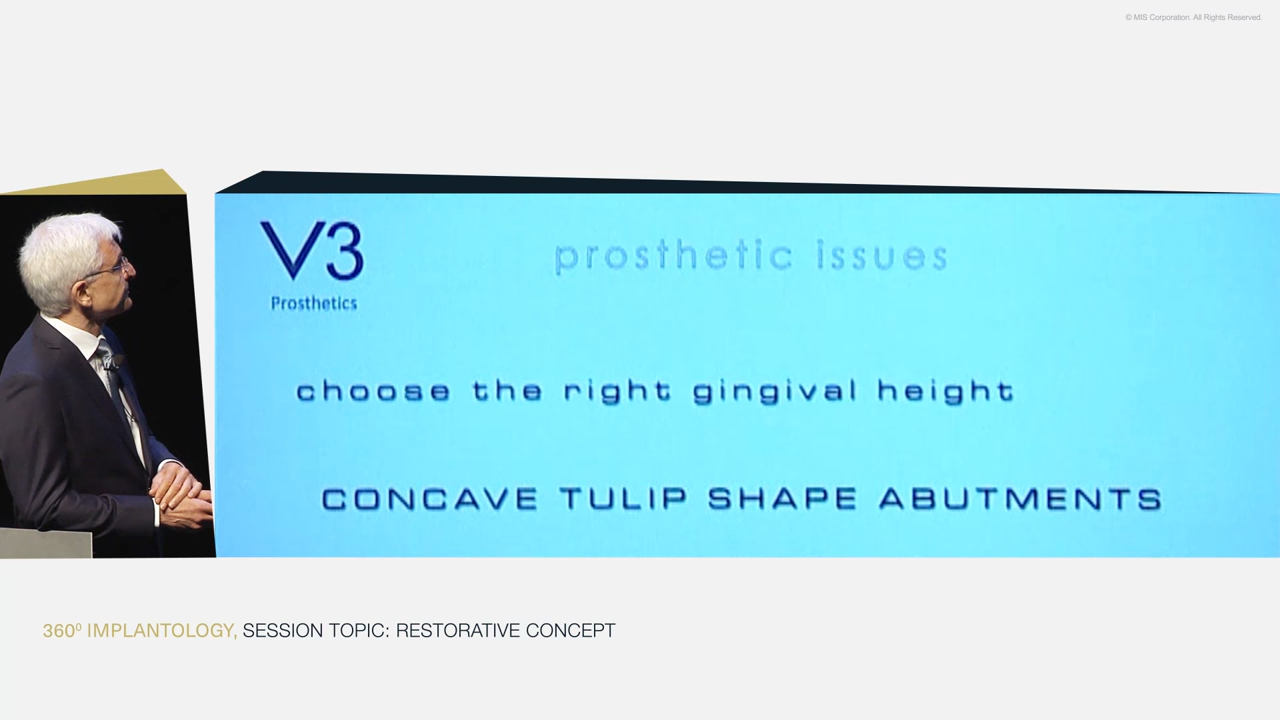 © MIS Corporation. All Rights Reserved.
V3
Prosthetics
prosthetic issues
choose the right gingival height
CONCAVE TULIP SHAPE ABUTMENTS
360⁰ IMPLANTOLOGY, SESSION TOPIC: RESTORATIVE CONCEPT